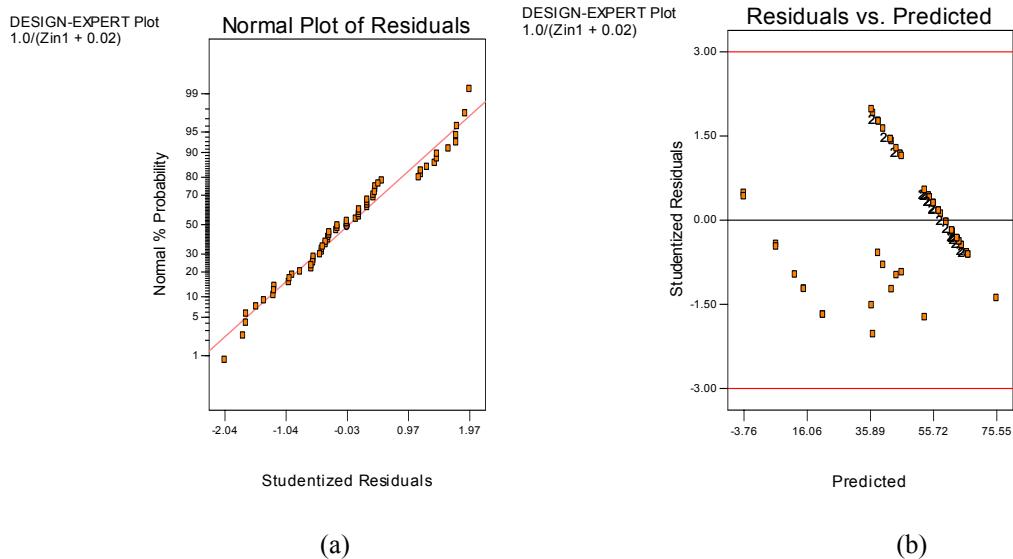 DESIGN-EXPERT Plot
1.0/(Zin1 + 0.02)
Normal Plot of Residuals
Normal % Probability
99
95
90
80
70
50
30
20
10
5
1
-2.04
-1.04
-0.03
0.97
1.97
Studentized Residuals
(a)
DESIGN-EXPERT Plot
1.0/(Zin1 + 0.02)
Residuals vs. Predicted
Studentized Residuals
3.00
1.50
0.00
-1.50
-3.00
-3.76
16.06
35.89
55.72
75.55
Predicted
(b)